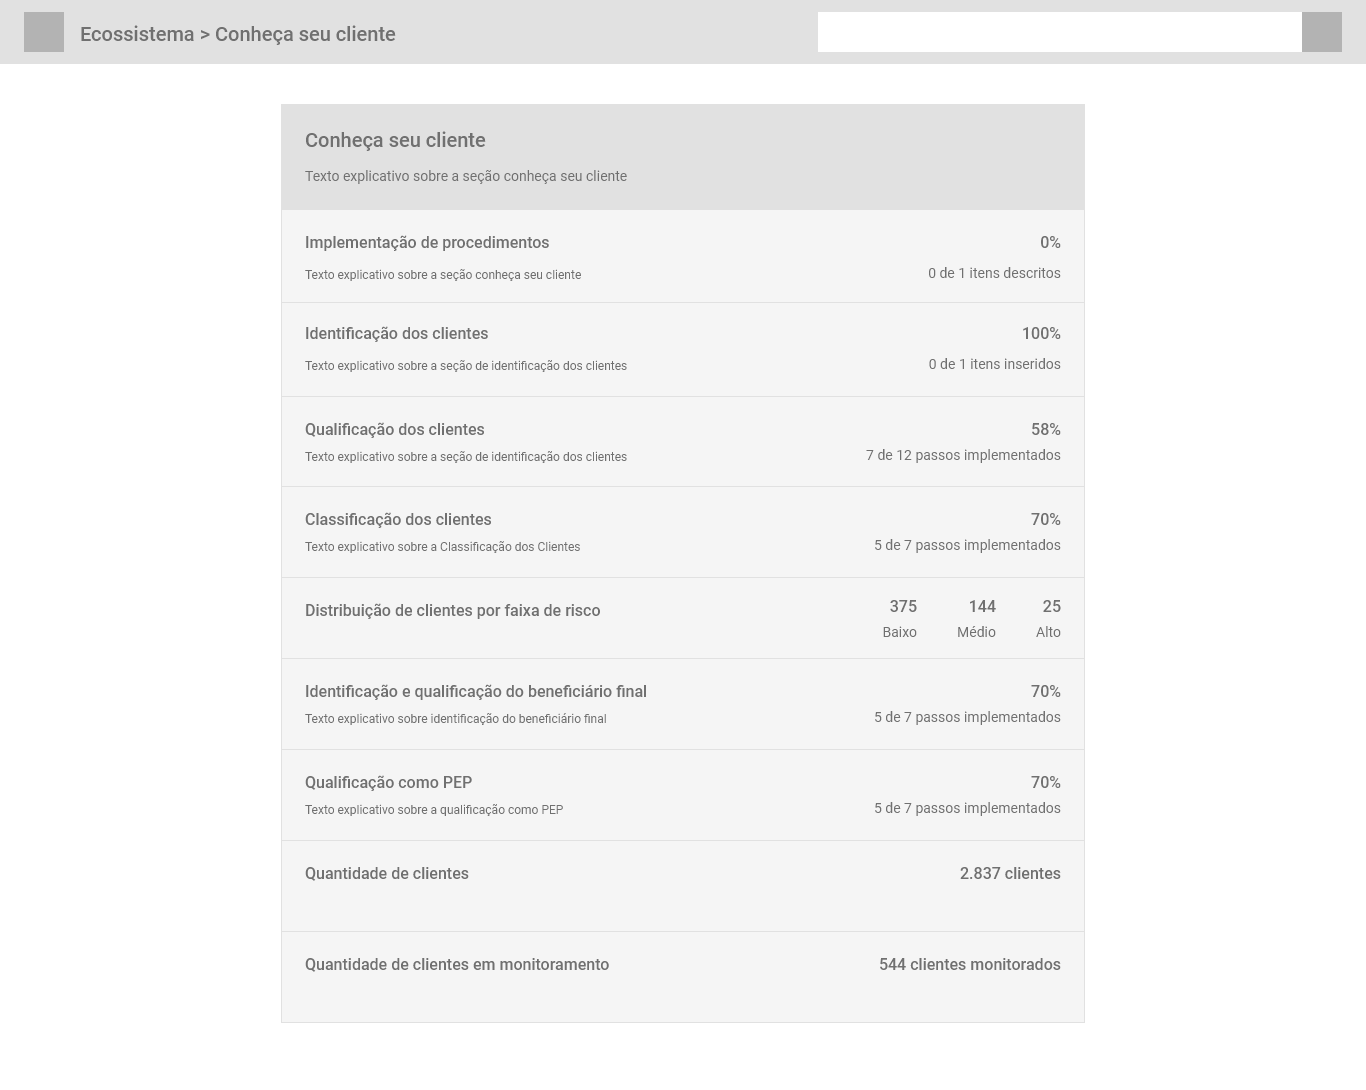 Ecossistema > Conheça seu cliente
Conheça seu cliente
Texto explicativo sobre a seção conheça seu cliente
Implementação de procedimentos
0%
Texto explicativo sobre a seção conheça seu cliente
0 de 1 itens descritos
Identificação dos clientes
100%
Texto explicativo sobre a seção de identificação dos clientes
0 de 1 itens inseridos
Qualificação dos clientes
58%
Texto explicativo sobre a seção de identificação dos clientes
7 de 12 passos implementados
Classificação dos clientes
70%
Texto explicativo sobre a Classificação dos Clientes
5 de 7 passos implementados
Distribuição de clientes por faixa de risco
375 144 25
Baixo Médio Alto
Identificação e qualificação do beneficiário final
70%
Texto explicativo sobre identificação do beneficiário final
5 de 7 passos implementados
Qualificação como PEP
70%
Texto explicativo sobre a qualificação como PEP
5 de 7 passos implementados
Quantidade de clientes
2.837 clientes
Quantidade de clientes em monitoramento
544 clientes monitorados